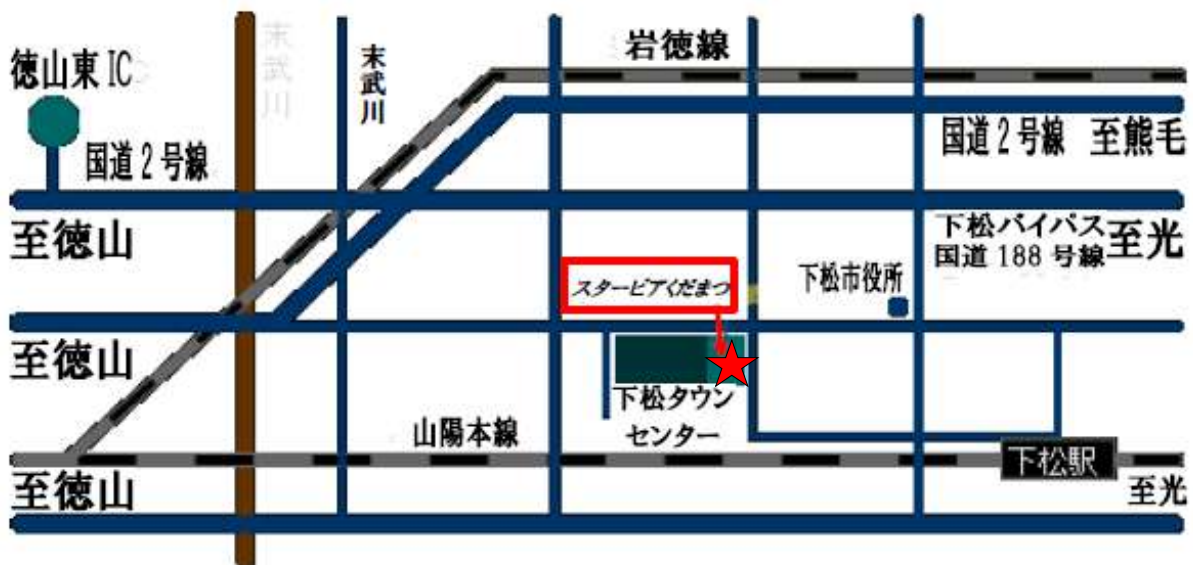 岩徳線
徳山東IC
末武川
末武川
国道2号線
国道2号線 至熊毛
至徳山
下松バイパス
国道188号線
至光
スターピアくだまつ
下松市役所
至徳山
下松タウン
センター
山陽本線
下松駅
至徳山
至光